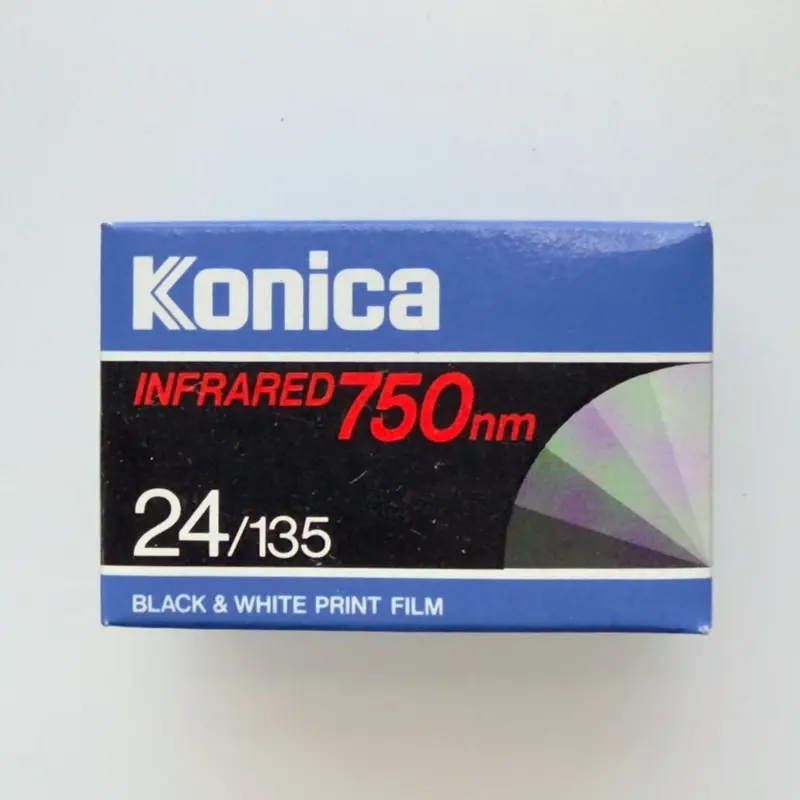 Konica
INFRARED 750nm
24/135
BLACK & WHITE PRINT FILM